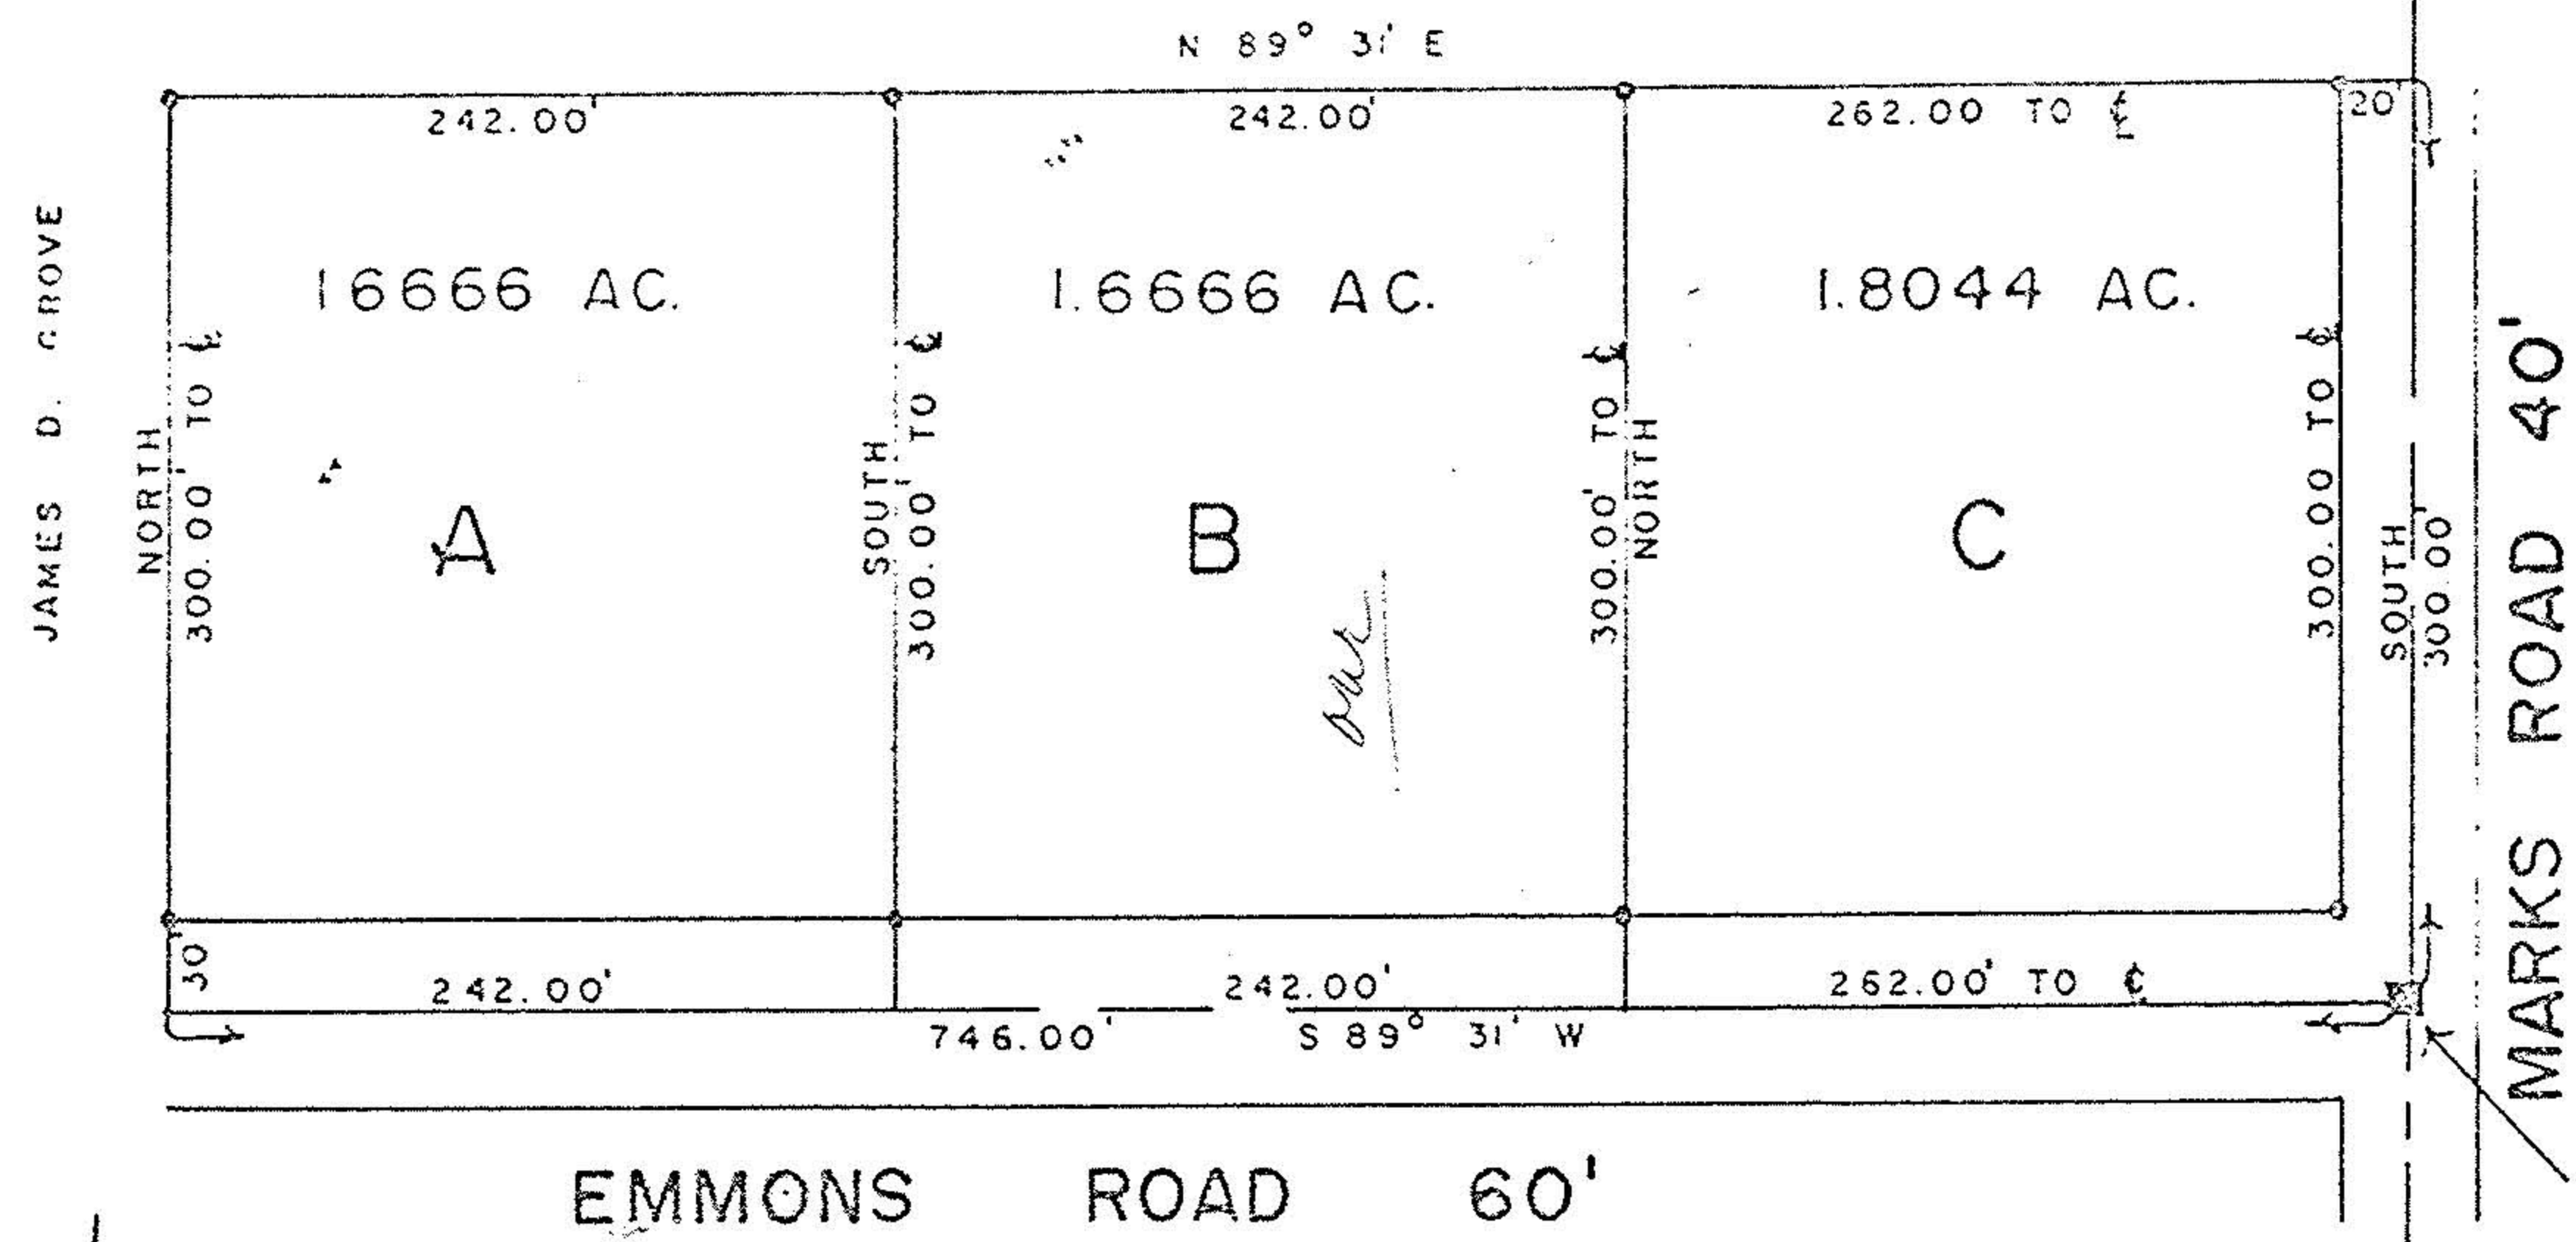 N 89° 31' E
242.00'
242.00'
262.00 TO ℄
20'
16666 AC.
1.6666 AC.
1.8044 AC.
JAMES D. GROVE
NORTH
300.00' TO ℄
SOUTH
300.00' TO ℄
300.00' TO ℄
NORTH
300.00 TO ℄
SOUTH
300.00'
MARKS ROAD 40'
A
B
C
30'
242.00'
242.00'
262.00' TO ℄
746.00'
S 89° 31' W
EMMONS ROAD 60'